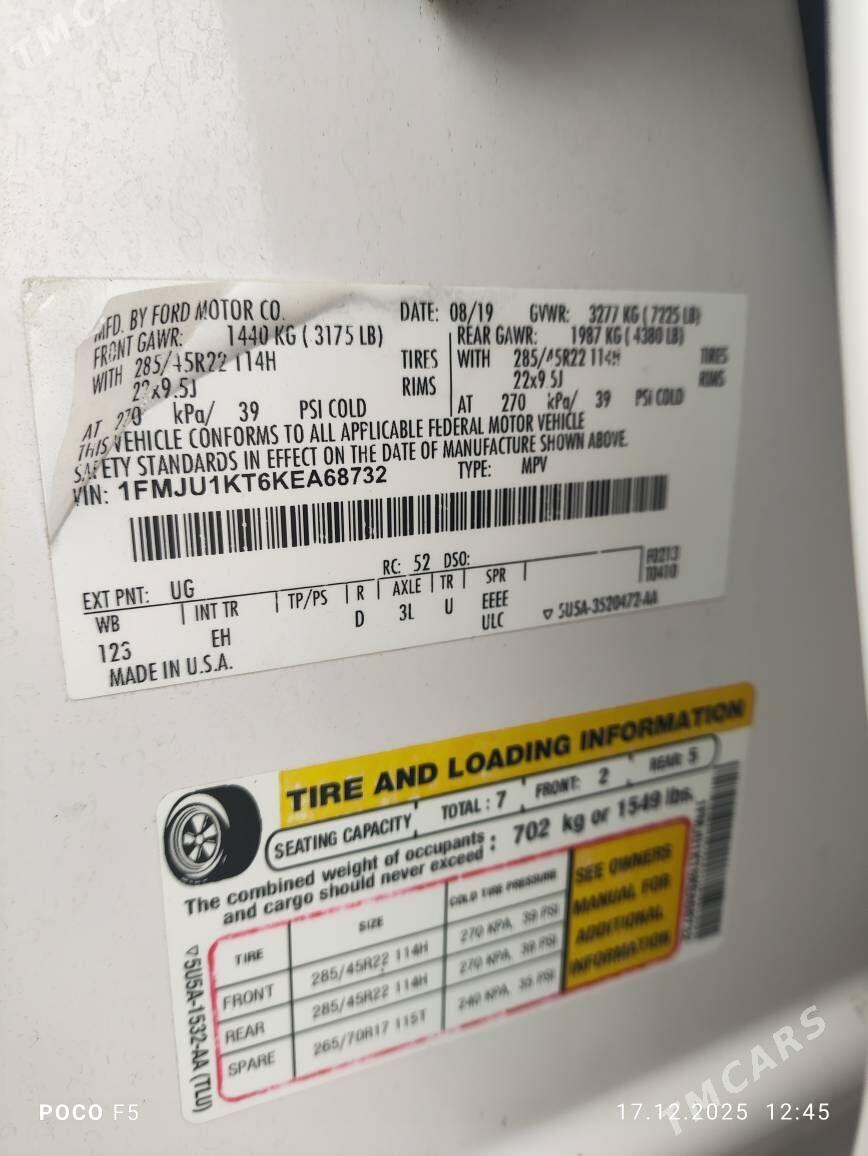 TMCARS
MFD. BY FORD MOTOR CO. DATE: 08/19 GVWR: 3277 KG ( 7225 LB)
FRONT GAWR: 1440 KG ( 3175 LB) REAR GAWR: 1987 KG ( 4380 LB)
WITH 285/45R22 114H TIRES WITH 285/45R22 114H TIRES
22x9.5J RIMS 22x9.5J RIMS
AT 270 kPa/ 39 PSI COLD AT 270 kPa/ 39 PSI COLD
THIS VEHICLE CONFORMS TO ALL APPLICABLE FEDERAL MOTOR VEHICLE
SAFETY STANDARDS IN EFFECT ON THE DATE OF MANUFACTURE SHOWN ABOVE.
VIN: 1FMJU1KT6KEA68732 TYPE: MPV
EXT PNT: UG RC: 52 DSO: F0213
T0410
WB INT TR TP/PS R AXLE TR SPR
123 EH D 3L U EEEE
ULC ▽ 5U5A-3520472-AA
MADE IN U.S.A.
TIRE AND LOADING INFORMATION
SEATING CAPACITY TOTAL : 7 FRONT: 2 REAR: 5
The combined weight of occupants and cargo should never exceed : 702 kg or 1549 lbs.
TIRE SIZE COLD TIRE PRESSURE
FRONT 285/45R22 114H 270 KPA, 39 PSI
REAR 285/45R22 114H 270 KPA, 39 PSI
SPARE 265/70R17 115T 240 KPA, 35 PSI
SEE OWNERS
MANUAL FOR
ADDITIONAL
INFORMATION
▽5U5A-1532-AA (TLU)
TMCARS
POCO F5
17.12.2025 12:45